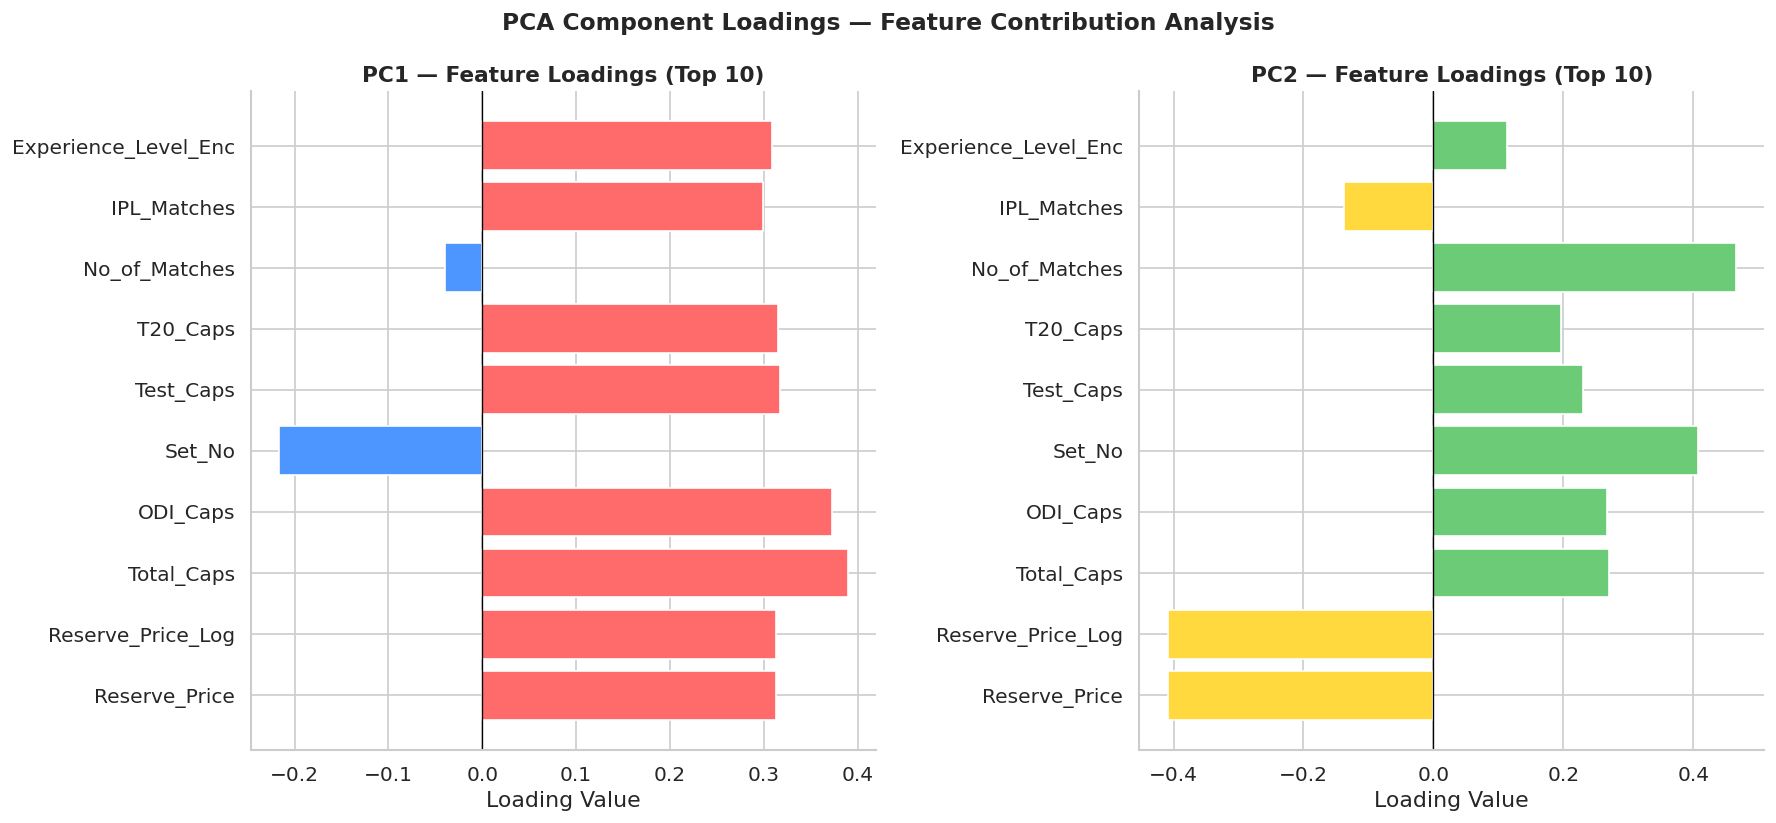 PCA Component Loadings — Feature Contribution Analysis
PC1 — Feature Loadings (Top 10)
Experience_Level_Enc
IPL_Matches
No_of_Matches
T20_Caps
Test_Caps
Set_No
ODI_Caps
Total_Caps
Reserve_Price_Log
Reserve_Price
−0.2 −0.1 0.0 0.1 0.2 0.3 0.4
Loading Value
PC2 — Feature Loadings (Top 10)
Experience_Level_Enc
IPL_Matches
No_of_Matches
T20_Caps
Test_Caps
Set_No
ODI_Caps
Total_Caps
Reserve_Price_Log
Reserve_Price
−0.4 −0.2 0.0 0.2 0.4
Loading Value